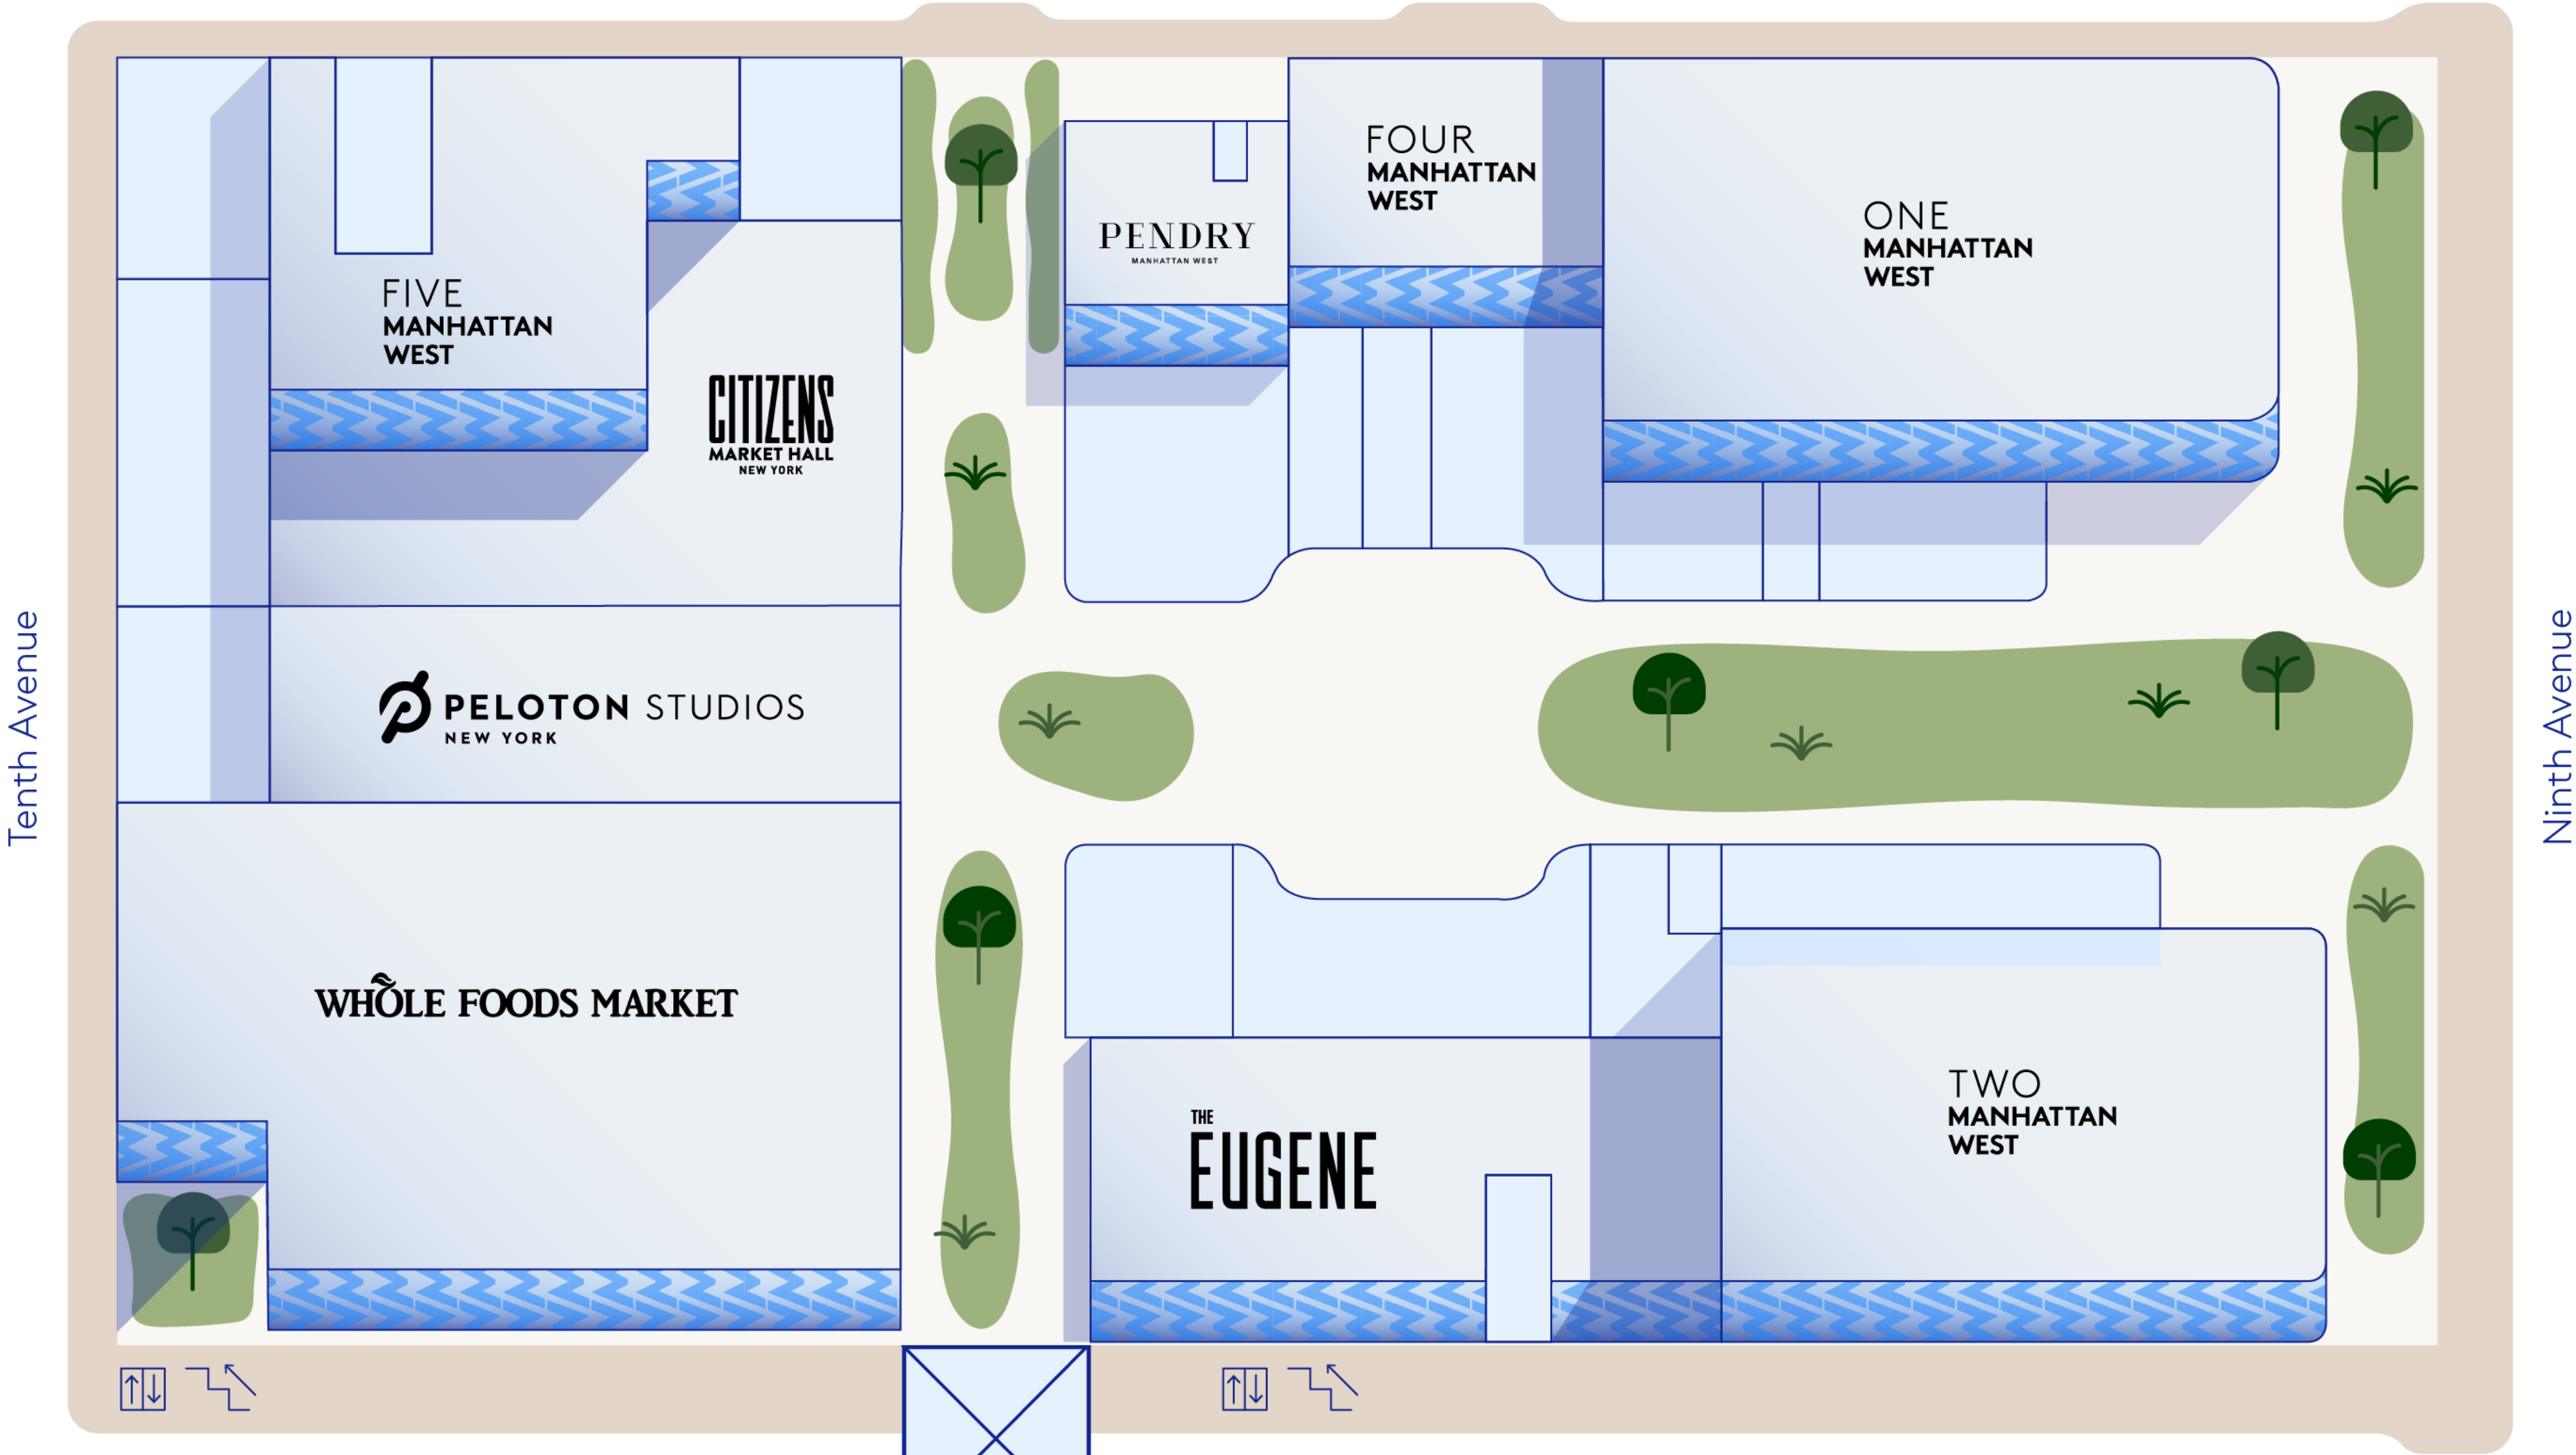 Tenth Avenue
FIVE
MANHATTAN
WEST
CITIZENS
MARKET HALL
NEW YORK
PELOTON STUDIOS
NEW YORK
WHOLE FOODS MARKET
PENDRY
MANHATTAN WEST
FOUR
MANHATTAN
WEST
ONE
MANHATTAN
WEST
THE
EUGENE
TWO
MANHATTAN
WEST
Ninth Avenue